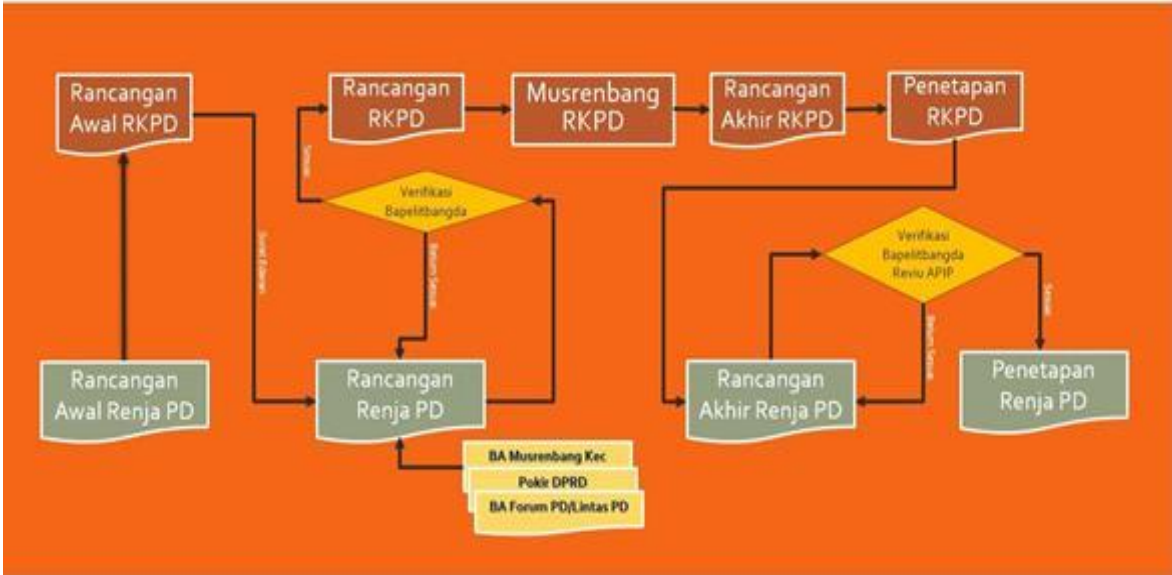 Rancangan
Awal RKPD
Rancangan
RKPD
Musrenbang
RKPD
Rancangan
Akhir RKPD
Penetapan
RKPD
Sesuai
Verifikasi
Bapelitbangda
Surat Edaran
Belum Sesuai
Verifikasi
Bapelitbangda
Reviu APIP
Sesuai
Belum Sesuai
Rancangan
Awal Renja PD
Rancangan
Renja PD
Rancangan
Akhir Renja PD
Penetapan
Renja PD
BA Musrenbang Kec
Pokir DPRD
BA Forum PD/Lintas PD